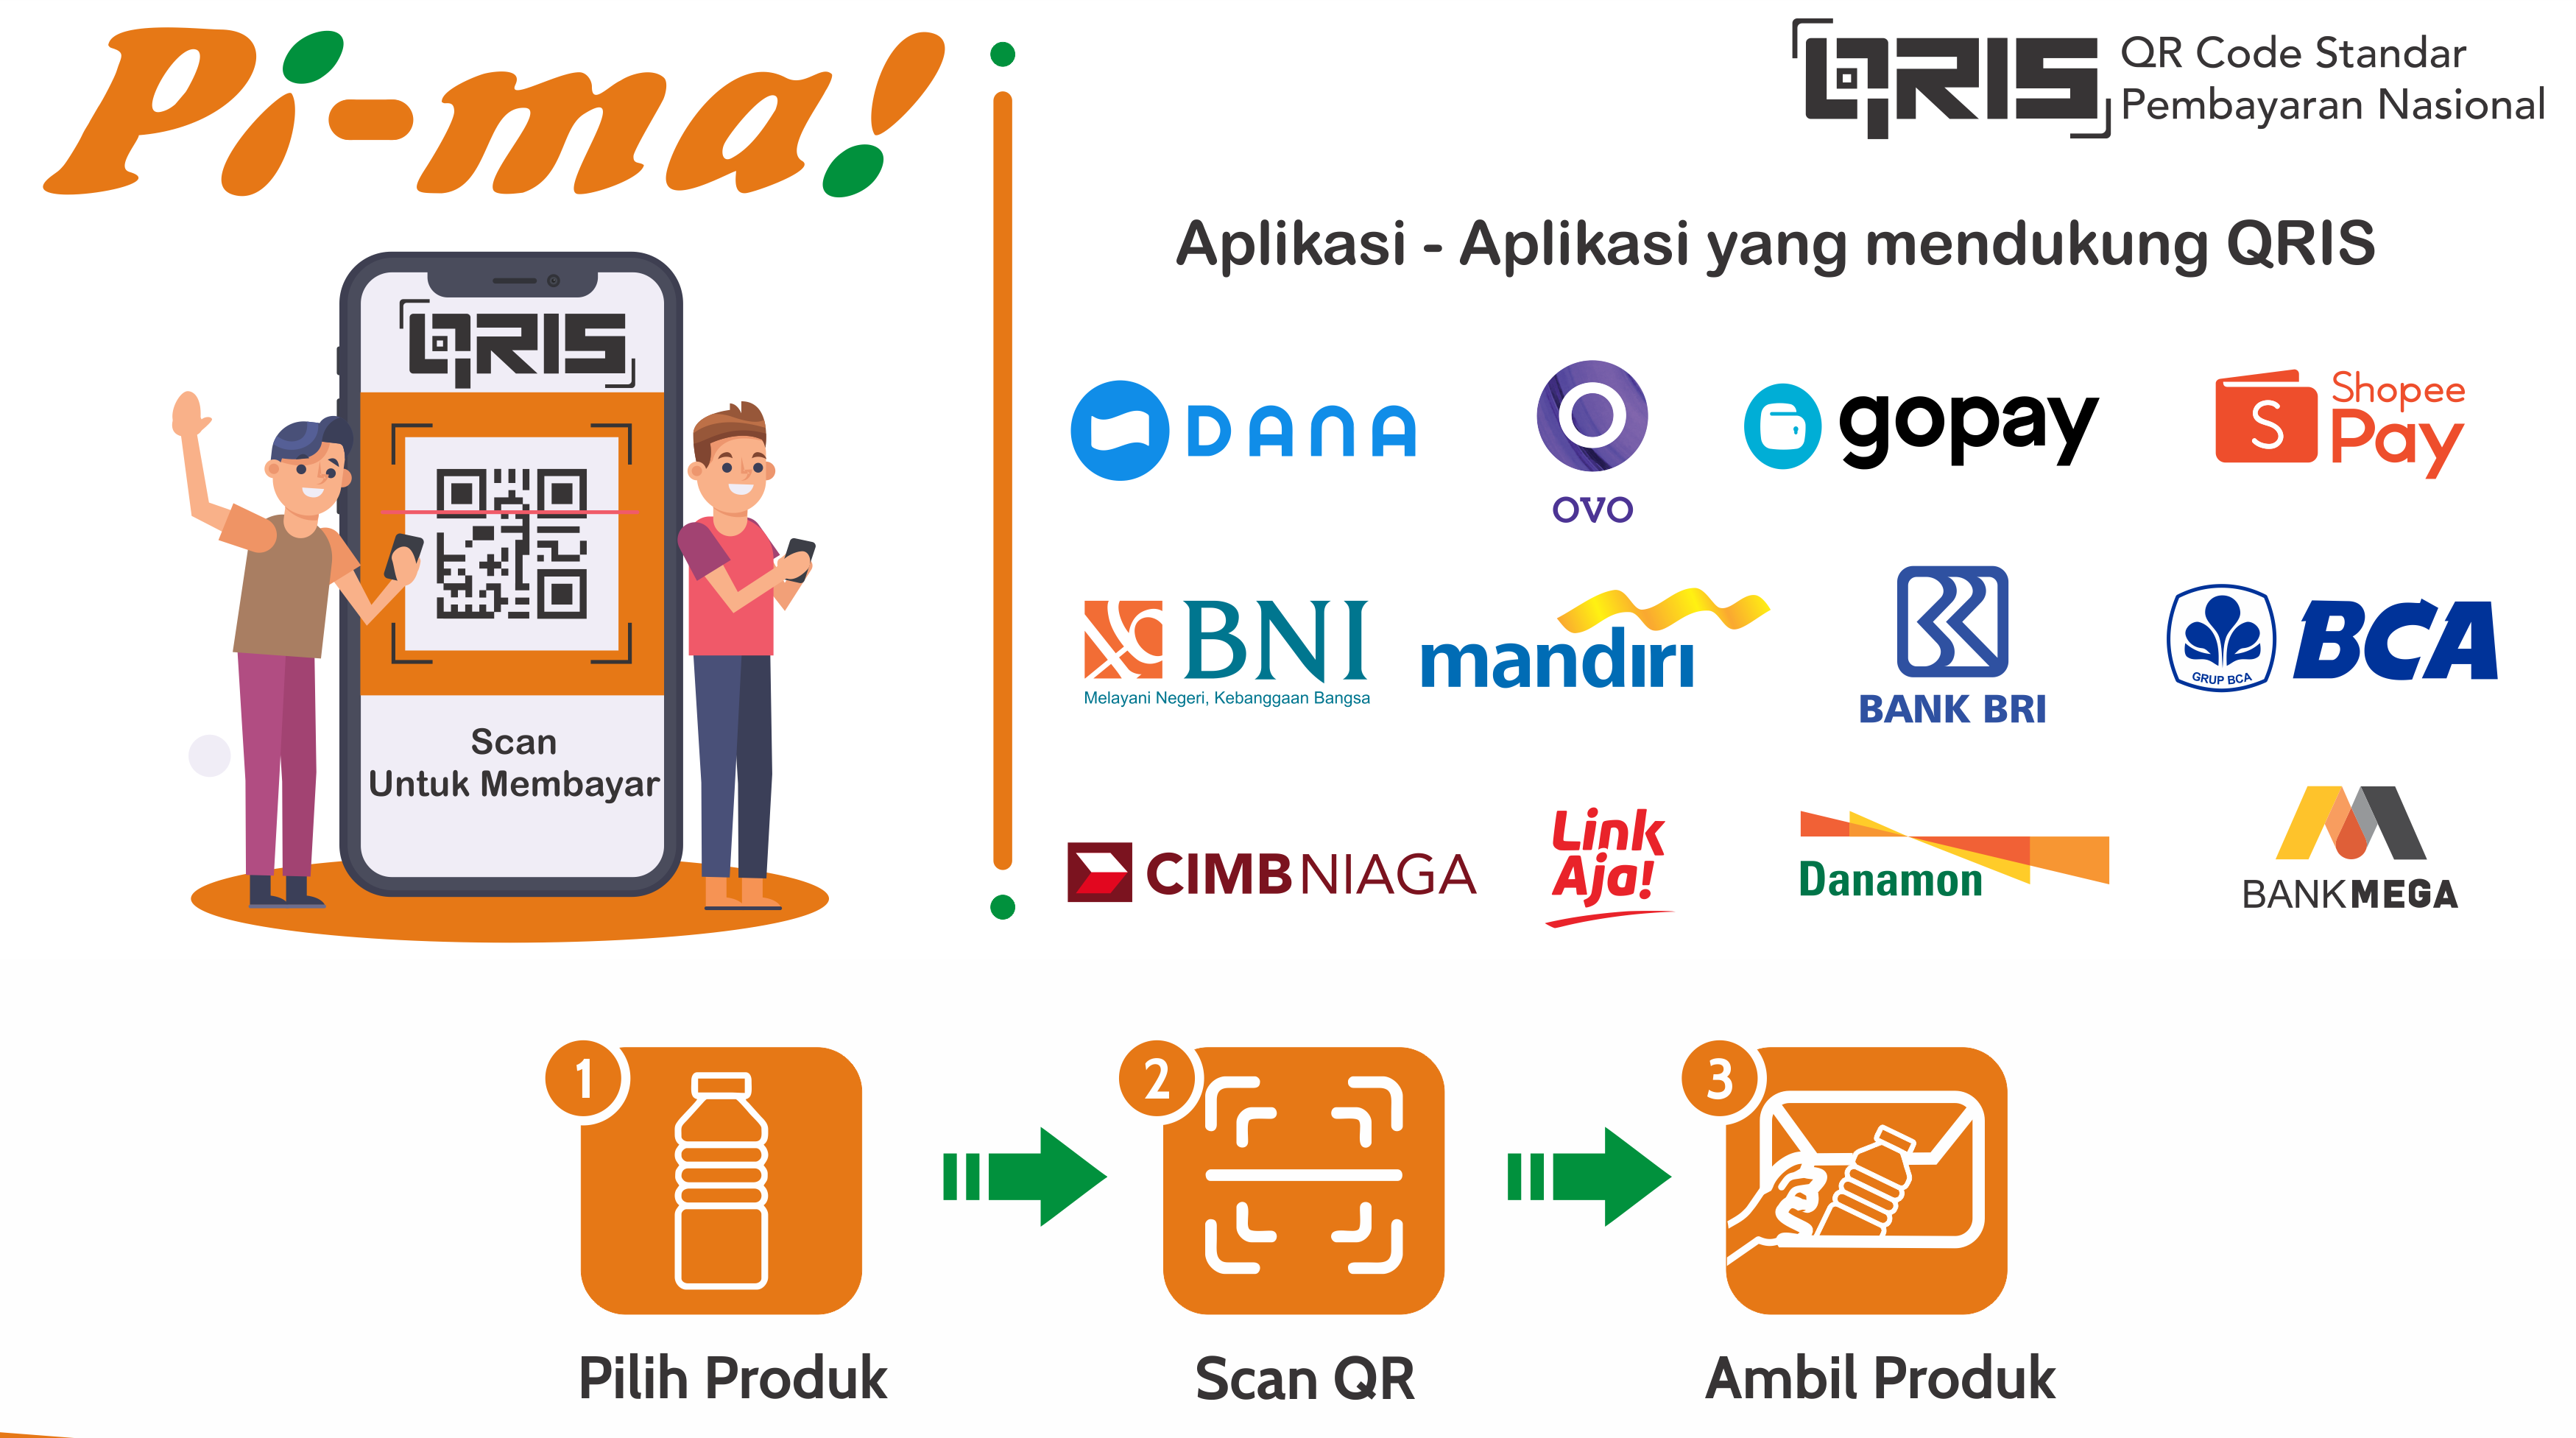 Pi-ma!
QRIS
QR Code Standar
Pembayaran Nasional
QRIS
Scan
Untuk Membayar
Aplikasi - Aplikasi yang mendukung QRIS
DANA
OVO
gopay
S
Shopee
Pay
BNI
Melayani Negeri, Kebanggaan Bangsa
mandiri
BANK BRI
GRUP BCA
BCA
CIMB NIAGA
Link
Aja!
Danamon
BANK MEGA
1
Pilih Produk
2
Scan QR
3
Ambil Produk